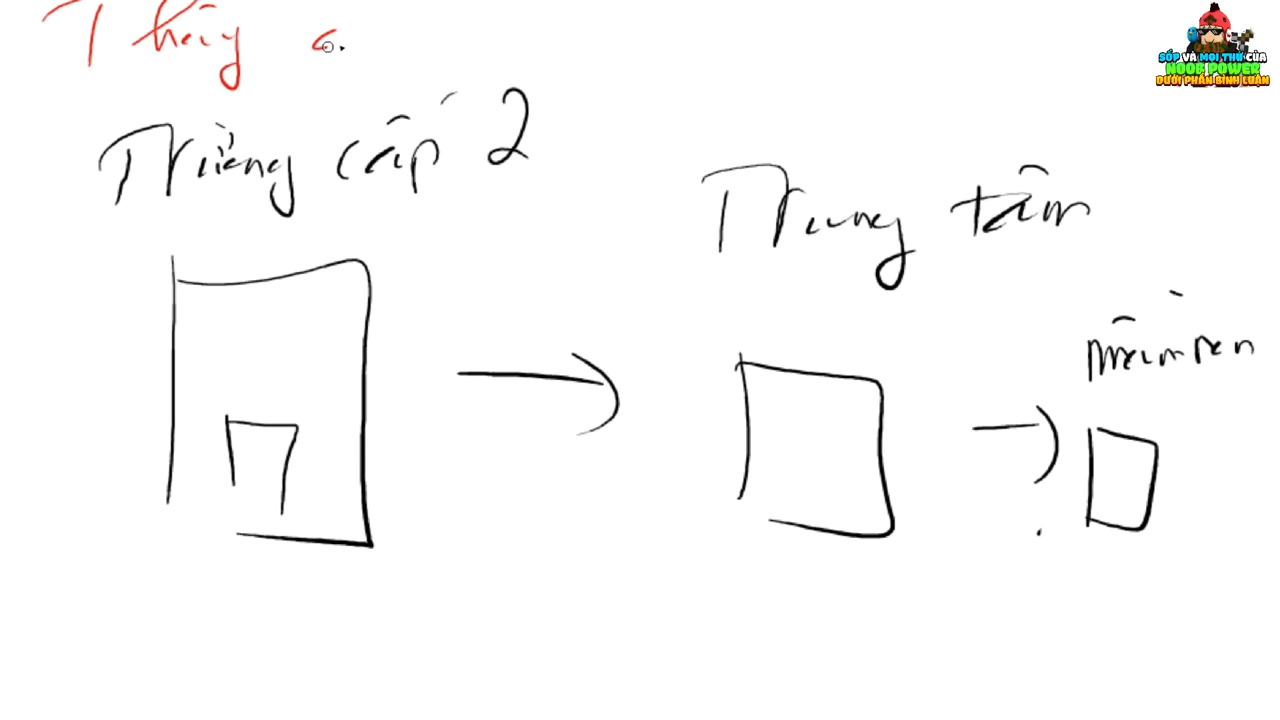 Thầy c
Trường cấp 2
Trung tâm
SỐP VÀ MỌI THỨ CỦA
NOOB POWER
DƯỚI PHẦN BÌNH LUẬN